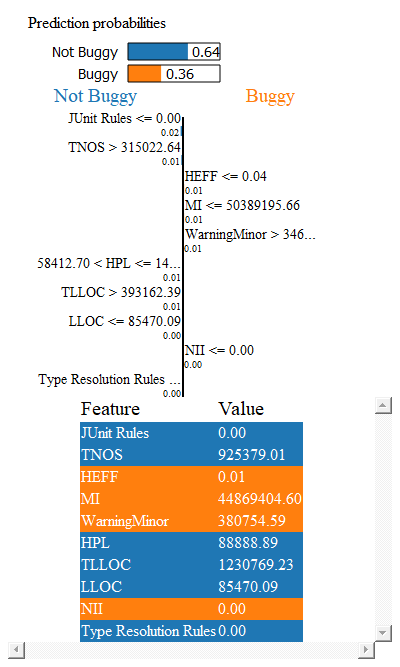 Prediction probabilities
Not Buggy 0.64
Buggy 0.36
Not Buggy Buggy
JUnit Rules <= 0.00
0.02
TNOS > 315022.64
0.01
HEFF <= 0.04
0.01
MI <= 50389195.66
0.01
WarningMinor > 346...
0.01
58412.70 < HPL <= 14...
0.01
TLLOC > 393162.39
0.01
LLOC <= 85470.09
0.00
NII <= 0.00
0.00
Type Resolution Rules ...
0.00
Feature Value
JUnit Rules 0.00
TNOS 925379.01
HEFF 0.01
MI 44869404.60
WarningMinor 380754.59
HPL 88888.89
TLLOC 1230769.23
LLOC 85470.09
NII 0.00
Type Resolution Rules 0.00